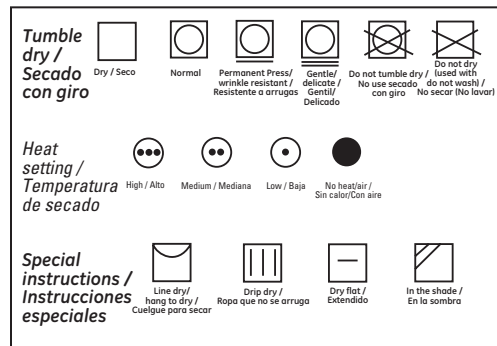 Tumble
dry /
Secado
con giro
Dry / Seco
Normal
Permanent Press/
wrinkle resistant /
Resistente a arrugas
Gentle/
delicate /
Gentil/
Delicado
Do not tumble dry /
No use secado
con giro
Do not dry
(used with
do not wash) /
No secar (No lavar)
Heat
setting /
Temperatura
de secado
High / Alto
Medium / Mediana
Low / Baja
No heat/air /
Sin calor/Con aire
Special
instructions /
Instrucciones
especiales
Line dry/
hang to dry /
Cuelgue para secar
Drip dry /
Ropa que no se arruga
Dry flat /
Extendido
In the shade /
En la sombra